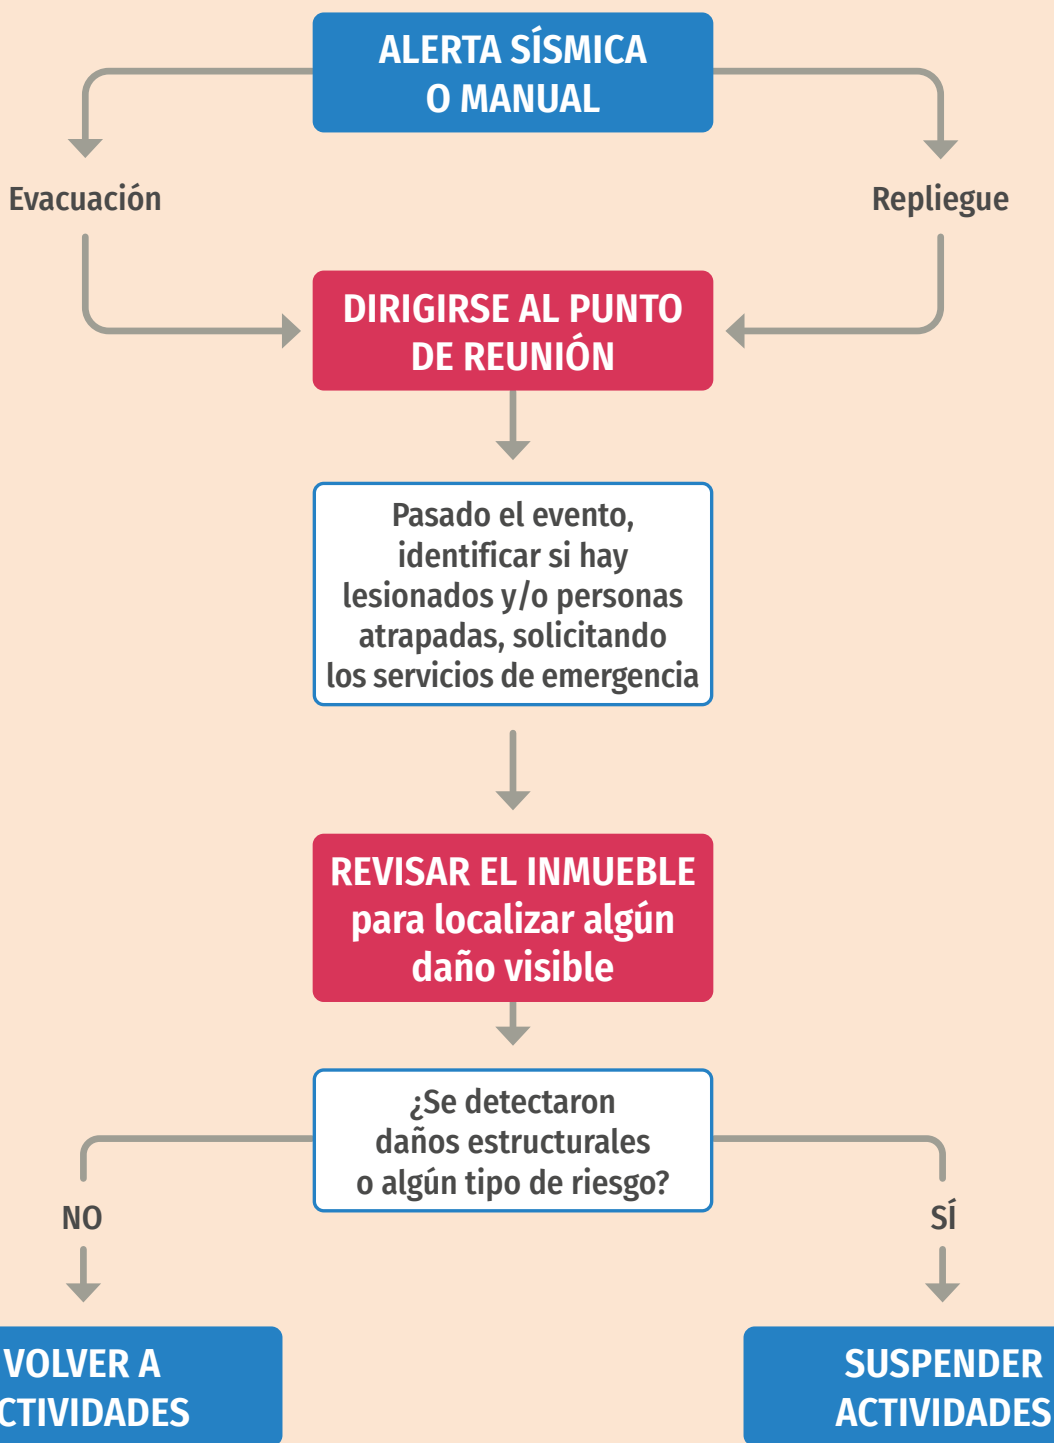 ALERTA SÍSMICA
O MANUAL
Evacuación
Repliegue
DIRIGIRSE AL PUNTO
DE REUNIÓN
Pasado el evento,
identificar si hay
lesionados y/o personas
atrapadas, solicitando
los servicios de emergencia
REVISAR EL INMUEBLE
para localizar algún
daño visible
¿Se detectaron
daños estructurales
o algún tipo de riesgo?
NO
SÍ
VOLVER A
CTIVIDADES
SUSPENDER
ACTIVIDADES